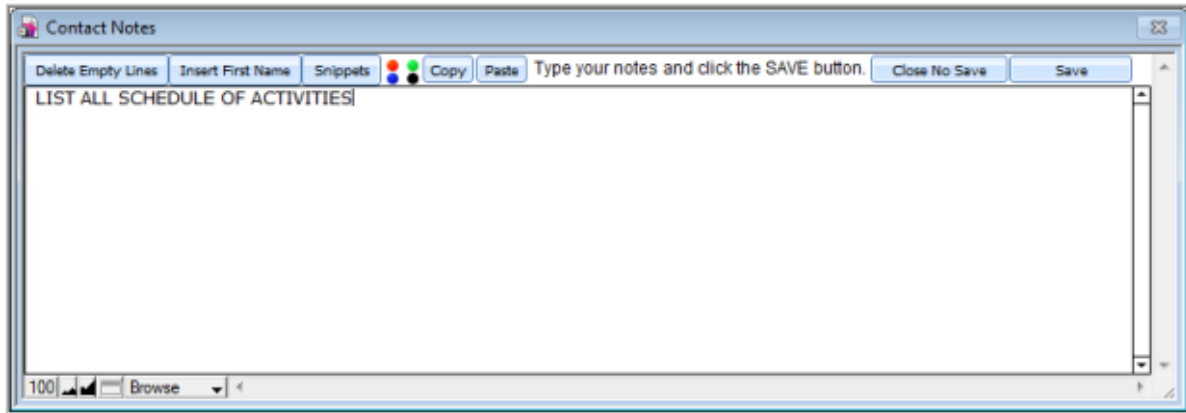 Contact Notes
Delete Empty Lines Insert First Name Snippets Copy Paste Type your notes and click the SAVE button. Close No Save Save
LIST ALL SCHEDULE OF ACTIVITIES
100 Browse